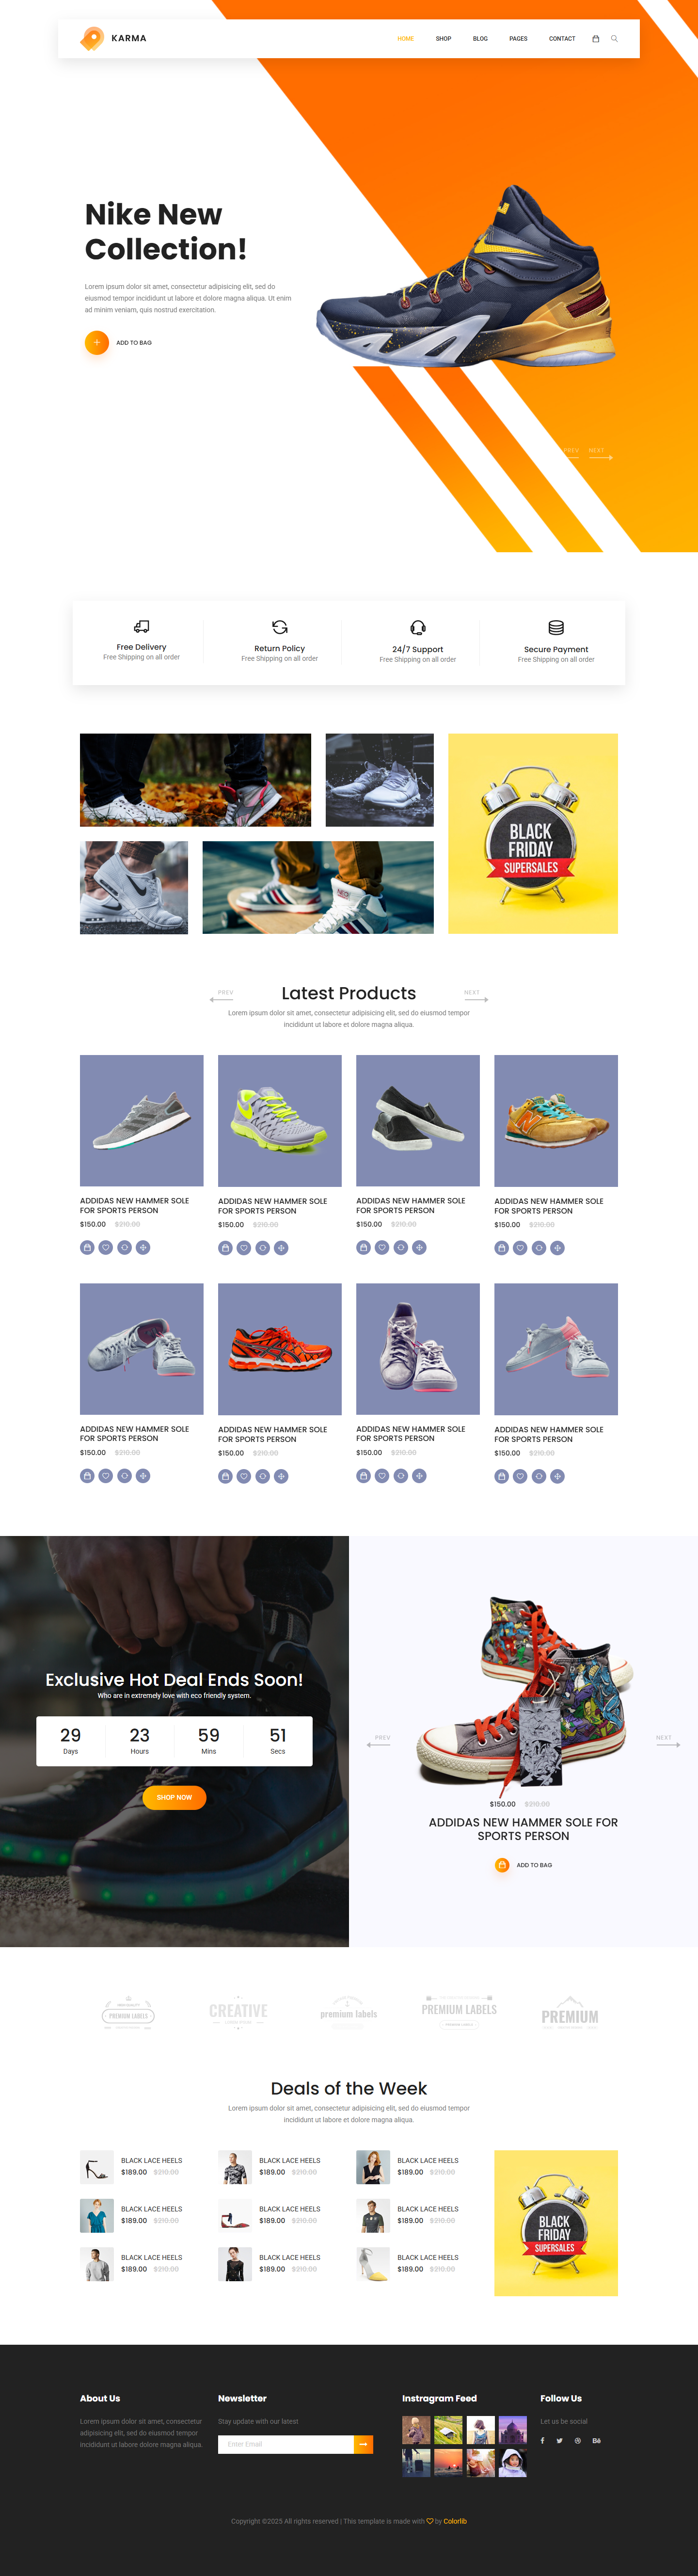 KARMA
HOME SHOP BLOG PAGES CONTACT
Nike New
Collection!
Lorem ipsum dolor sit amet, consectetur adipisicing elit, sed do
eiusmod tempor incididunt ut labore et dolore magna aliqua. Ut enim
ad minim veniam, quis nostrud exercitation.
ADD TO BAG
PREV NEXT
Free Delivery
Free Shipping on all order
Return Policy
Free Shipping on all order
24/7 Support
Free Shipping on all order
Secure Payment
Free Shipping on all order
BLACK
FRIDAY
SUPERSALES
PREV
Latest Products
NEXT
Lorem ipsum dolor sit amet, consectetur adipisicing elit, sed do eiusmod tempor
incididunt ut labore et dolore magna aliqua.
ADDIDAS NEW HAMMER SOLE
FOR SPORTS PERSON
$150.00 $210.00
ADDIDAS NEW HAMMER SOLE
FOR SPORTS PERSON
$150.00 $210.00
ADDIDAS NEW HAMMER SOLE
FOR SPORTS PERSON
$150.00 $210.00
ADDIDAS NEW HAMMER SOLE
FOR SPORTS PERSON
$150.00 $210.00
ADDIDAS NEW HAMMER SOLE
FOR SPORTS PERSON
$150.00 $210.00
ADDIDAS NEW HAMMER SOLE
FOR SPORTS PERSON
$150.00 $210.00
ADDIDAS NEW HAMMER SOLE
FOR SPORTS PERSON
$150.00 $210.00
ADDIDAS NEW HAMMER SOLE
FOR SPORTS PERSON
$150.00 $210.00
Exclusive Hot Deal Ends Soon!
Who are in extremely love with eco friendly system.
29 23 59 51
Days Hours Mins Secs
SHOP NOW
PREV
NEXT
$150.00 $210.00
ADDIDAS NEW HAMMER SOLE FOR
SPORTS PERSON
ADD TO BAG
PREMIUM LABELS
CREATIVE
premium labels
PREMIUM LABELS
PREMIUM
Deals of the Week
Lorem ipsum dolor sit amet, consectetur adipisicing elit, sed do eiusmod tempor
incididunt ut labore et dolore magna aliqua.
BLACK LACE HEELS
$189.00 $210.00
BLACK LACE HEELS
$189.00 $210.00
BLACK LACE HEELS
$189.00 $210.00
BLACK LACE HEELS
$189.00 $210.00
BLACK LACE HEELS
$189.00 $210.00
BLACK LACE HEELS
$189.00 $210.00
BLACK LACE HEELS
$189.00 $210.00
BLACK LACE HEELS
$189.00 $210.00
BLACK LACE HEELS
$189.00 $210.00
BLACK
FRIDAY
SUPERSALES
About Us
Lorem ipsum dolor sit amet, consectetur
adipisicing elit, sed do eiusmod tempor
incididunt ut labore dolore magna aliqua.
Newsletter
Stay update with our latest
Enter Email
Instragram Feed
Follow Us
Let us be social
Copyright ©2025 All rights reserved | This template is made with by Colorlib